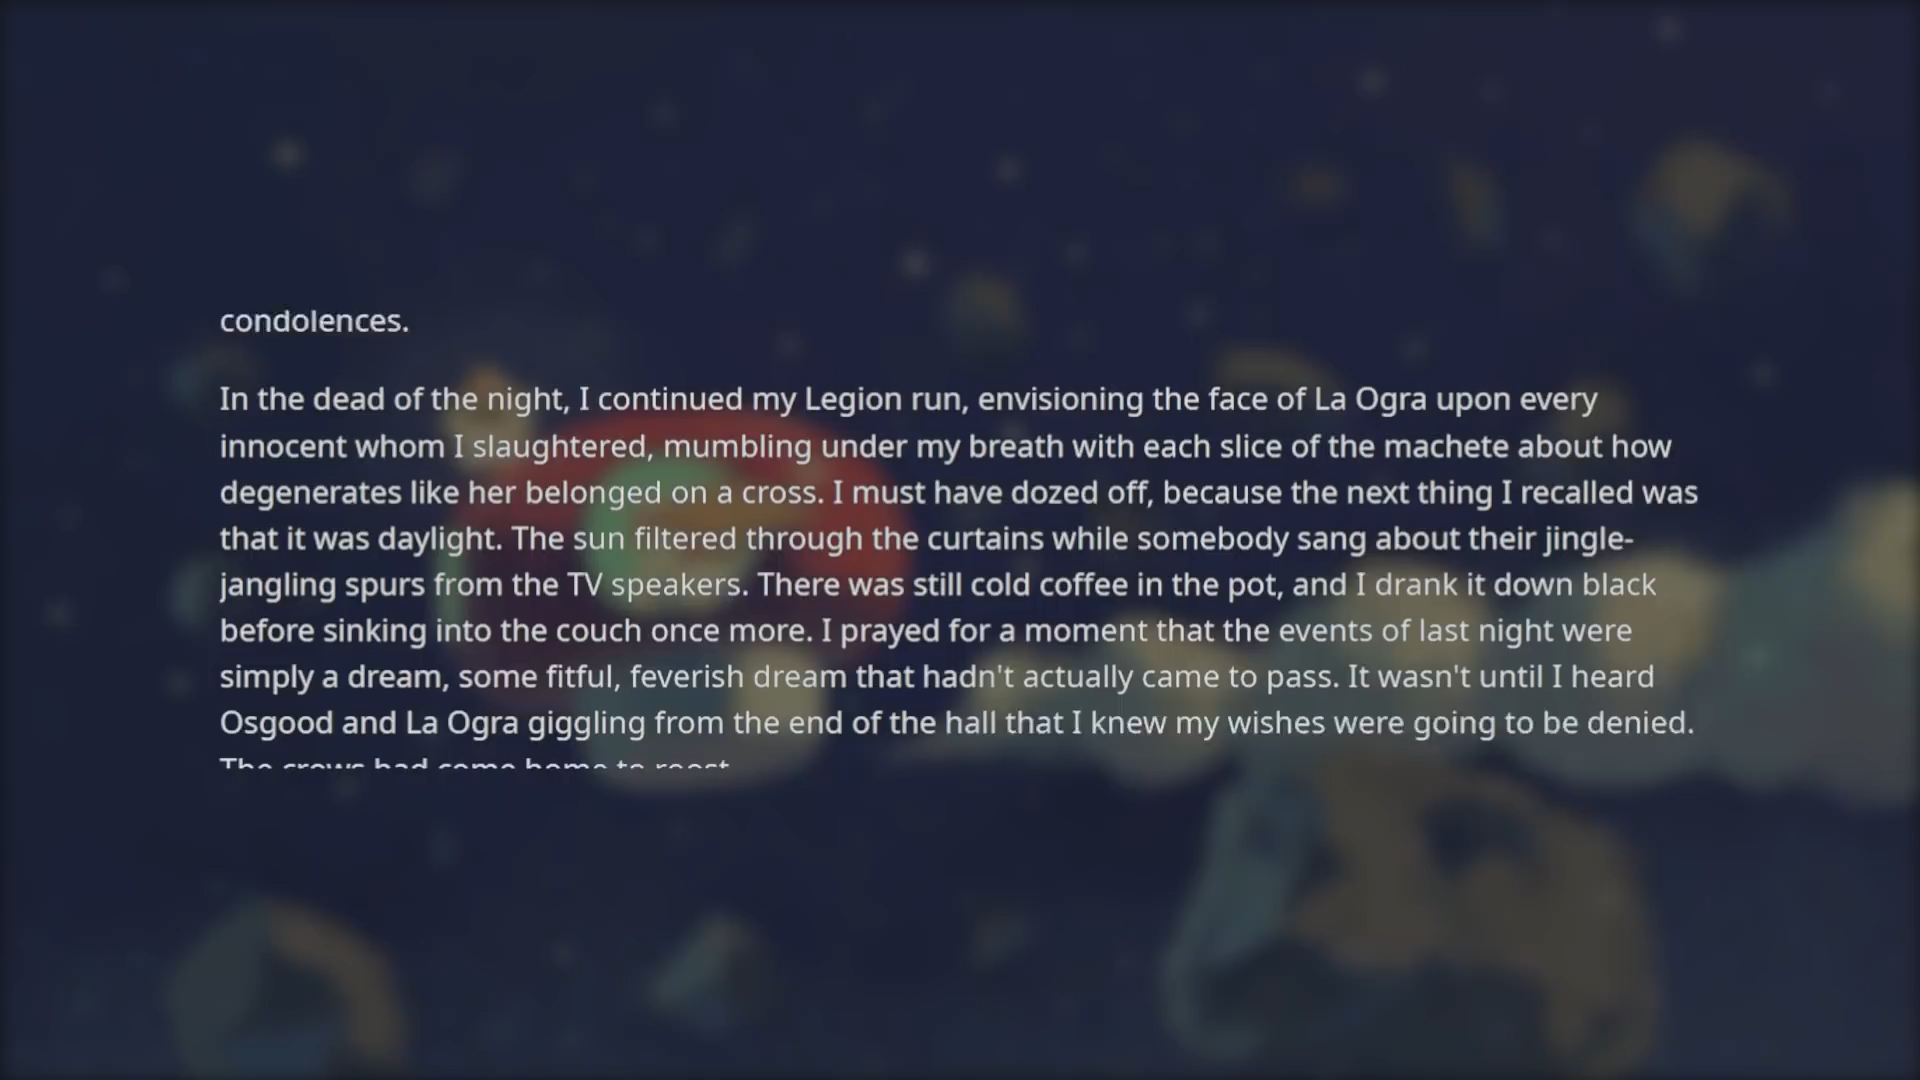 condolences.
In the dead of the night, I continued my Legion run, envisioning the face of La Ogra upon every
innocent whom I slaughtered, mumbling under my breath with each slice of the machete about how
degenerates like her belonged on a cross. I must have dozed off, because the next thing I recalled was
that it was daylight. The sun filtered through the curtains while somebody sang about their jingle-
jangling spurs from the TV speakers. There was still cold coffee in the pot, and I drank it down black
before sinking into the couch once more. I prayed for a moment that the events of last night were
simply a dream, some fitful, feverish dream that hadn't actually came to pass. It wasn't until I heard
Osgood and La Ogra giggling from the end of the hall that I knew my wishes were going to be denied.
The crows had come home to roost